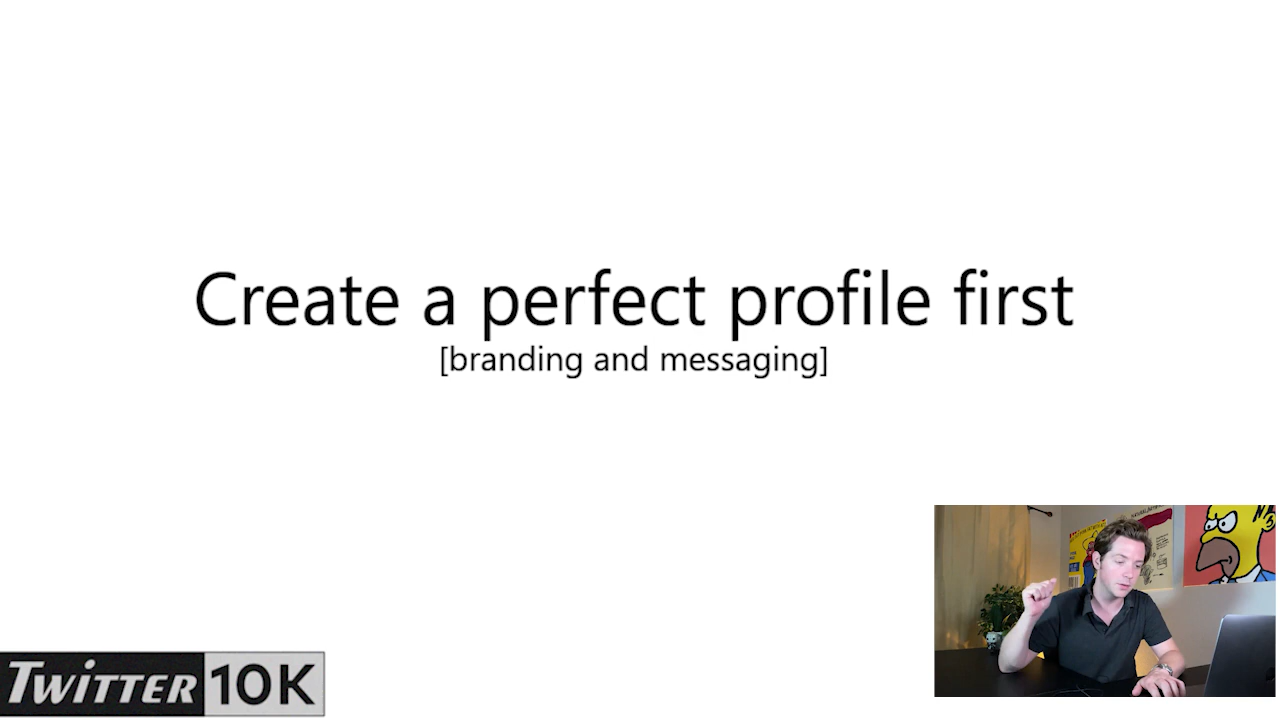 Create a perfect profile first
[branding and messaging]
TWITTER 10K